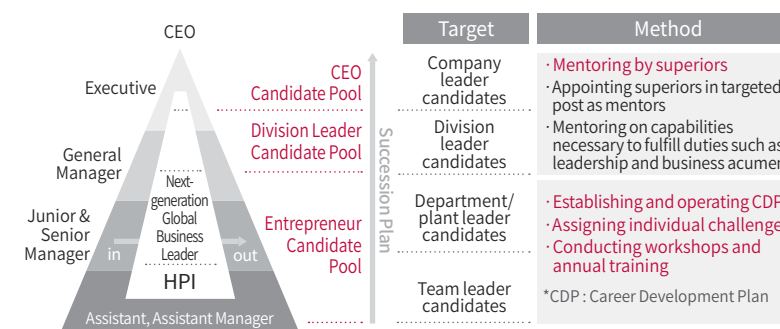 CEO
Executive
General
Manager
Junior &
Senior
Manager
in
out
Next-
generation
Global
Business
Leader
HPI
Assistant, Assistant Manager
CEO
Candidate Pool
Division Leader
Candidate Pool
Entrepreneur
Candidate
Pool
Succession Plan
Target
Company
leader
candidates
Division
leader
candidates
Department/
plant leader
candidates
Team leader
candidates
Method
· Mentoring by superiors
· Appointing superiors in targeted
post as mentors
· Mentoring on capabilities
necessary to fulfill duties such as
leadership and business acumen
· Establishing and operating CDP
· Assigning individual challenge
· Conducting workshops and
annual training
*CDP : Career Development Plan